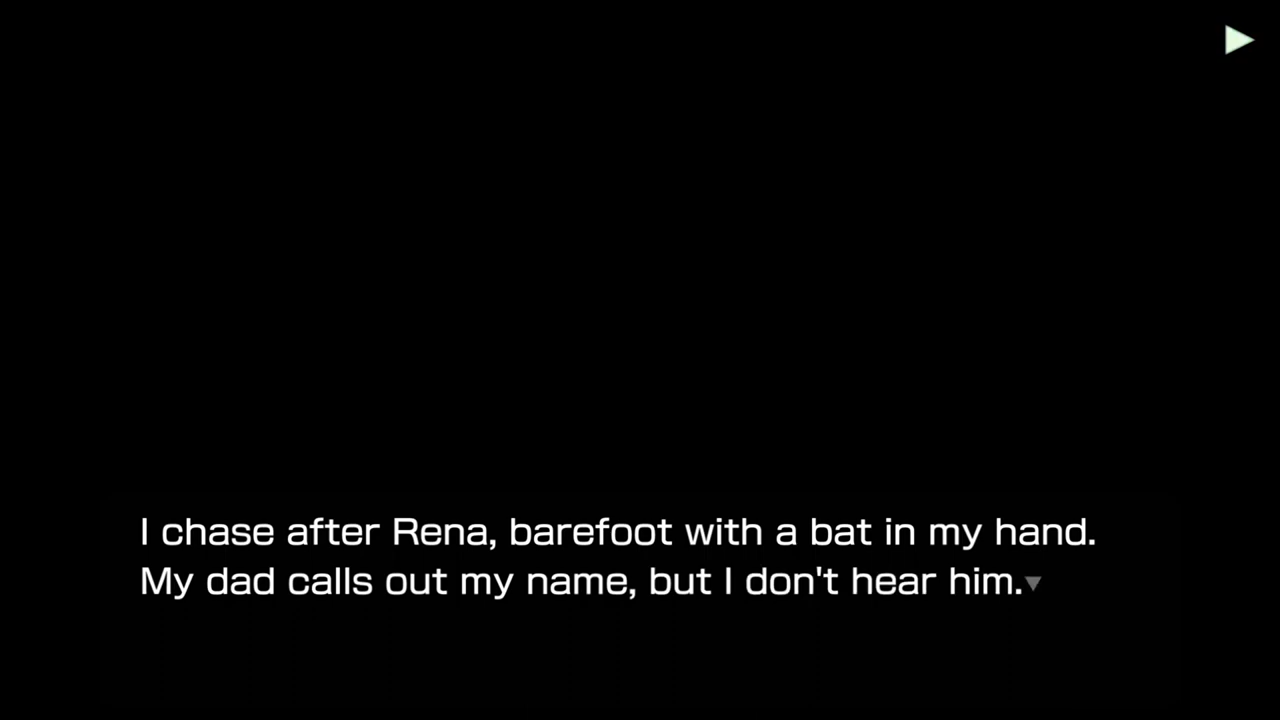 I chase after Rena, barefoot with a bat in my hand.
My dad calls out my name, but I don't hear him.